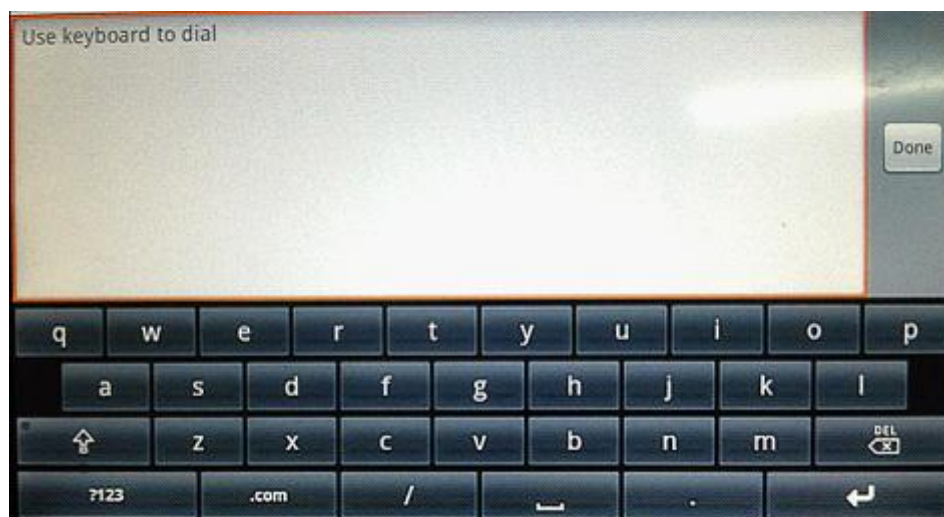 Use keyboard to dial
Done
q w e r t y u i o p
a s d f g h j k l
z x c v b n m DEL
?123 .com / .